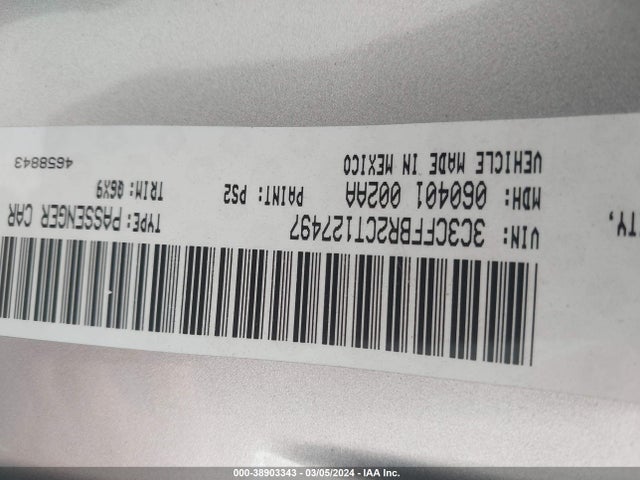 TY,
VIN: 3C3CFFBR2CT127497 TYPE: PASSENGER CAR
MDH: 060401 002AA PAINT: PS2 TRIM: Q6X9
VEHICLE MADE IN MEXICO 4658843
000-38903343 - 03/05/2024 - IAA Inc.